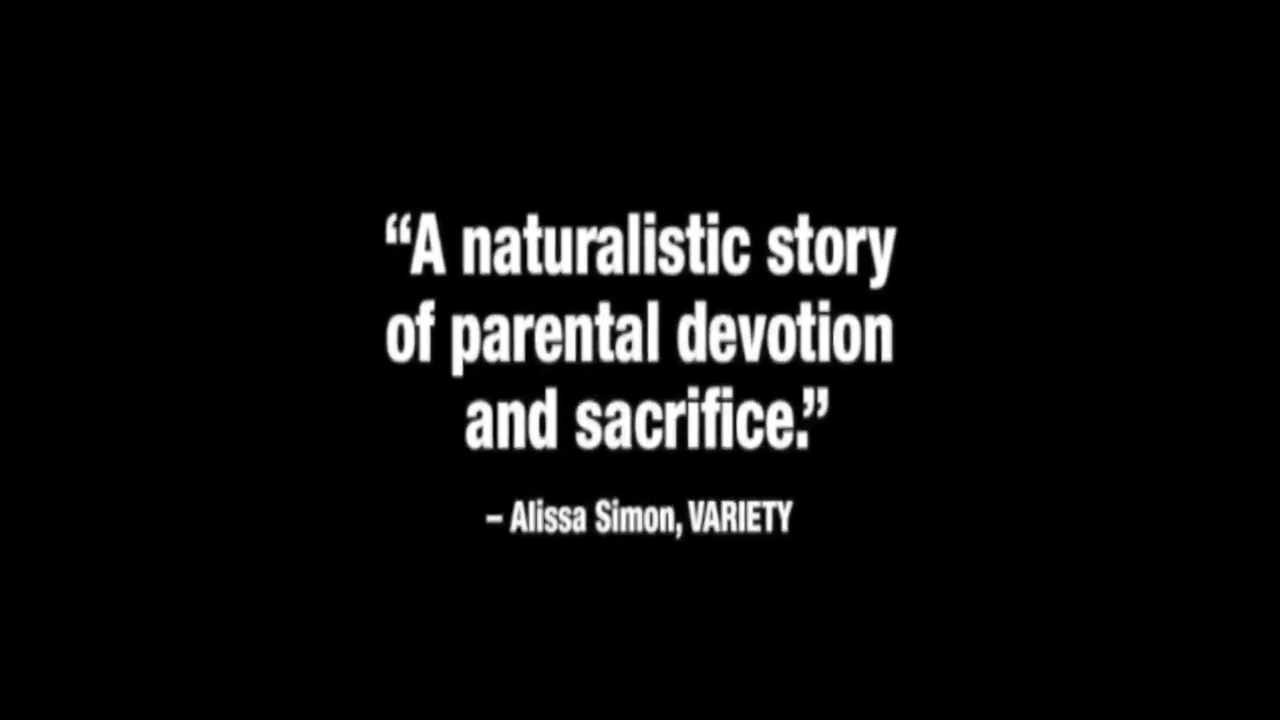 “A naturalistic story
of parental devotion
and sacrifice.”
– Alissa Simon, VARIETY